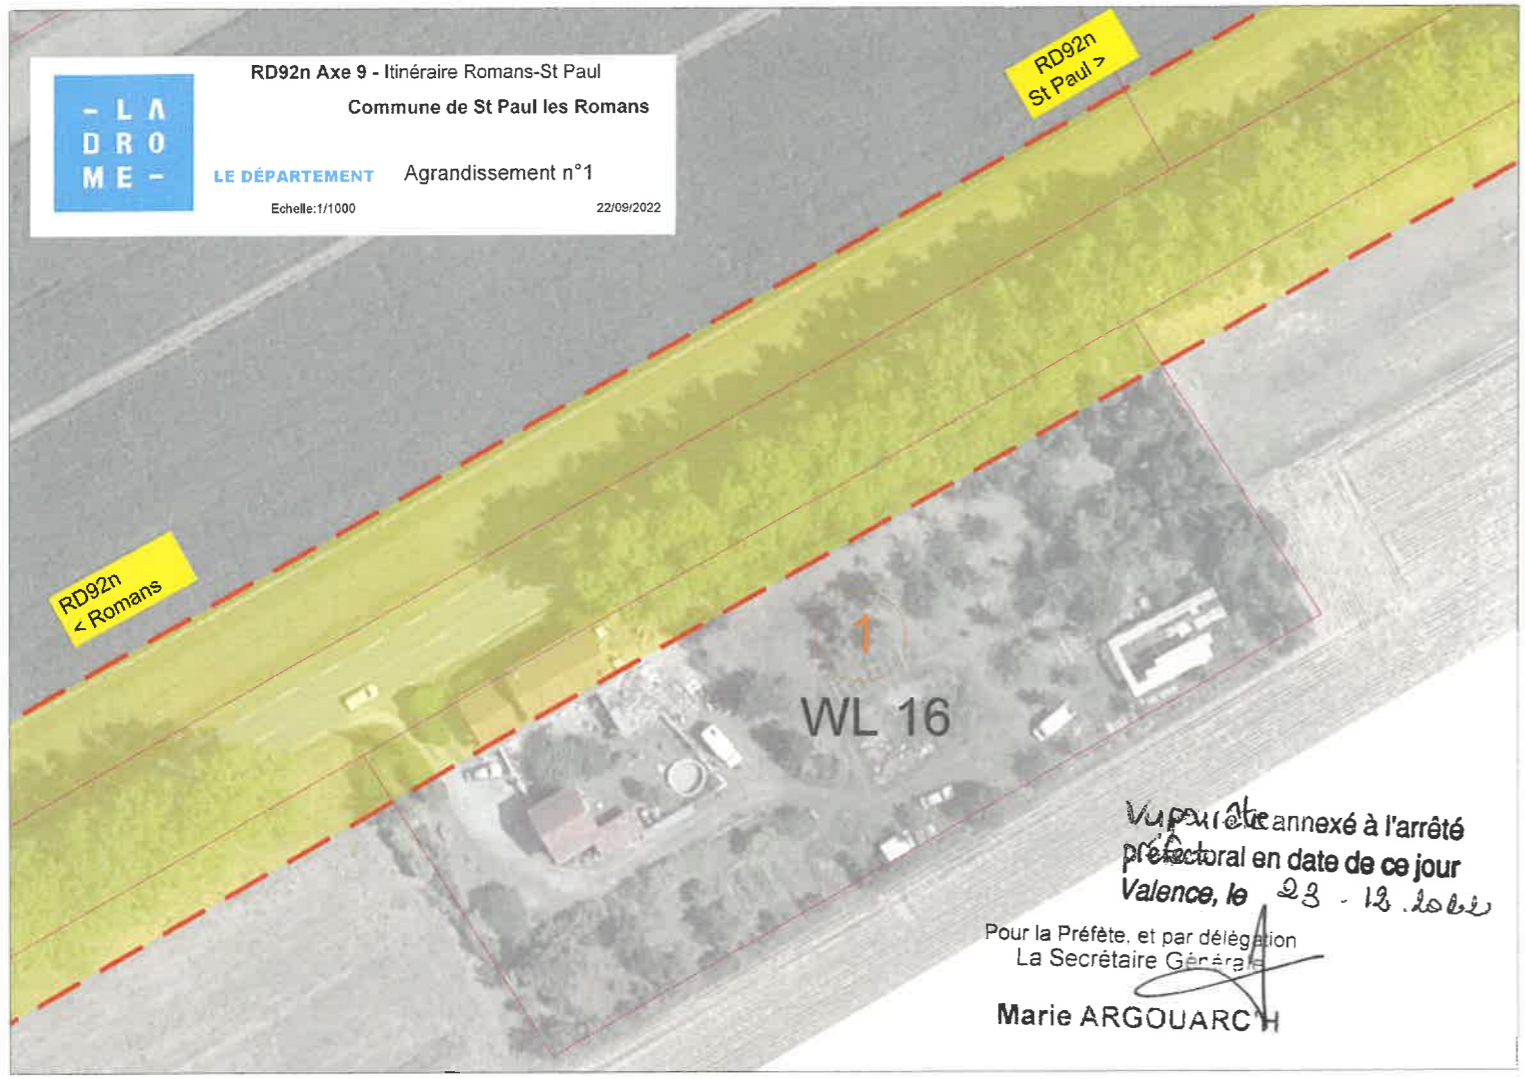 - L A
D R O
M E -
RD92n Axe 9 - Itinéraire Romans-St Paul
Commune de St Paul les Romans
LE DÉPARTEMENT Agrandissement n°1
Echelle:1/1000 22/09/2022
RD92n
St Paul >
RD92n
< Romans
1
WL 16
Vu pour être annexé à l'arrêté
préfectoral en date de ce jour
Valence, le 23.12.2022
Pour la Préfète, et par délégation
La Secrétaire Générale
Marie ARGOUARC'H